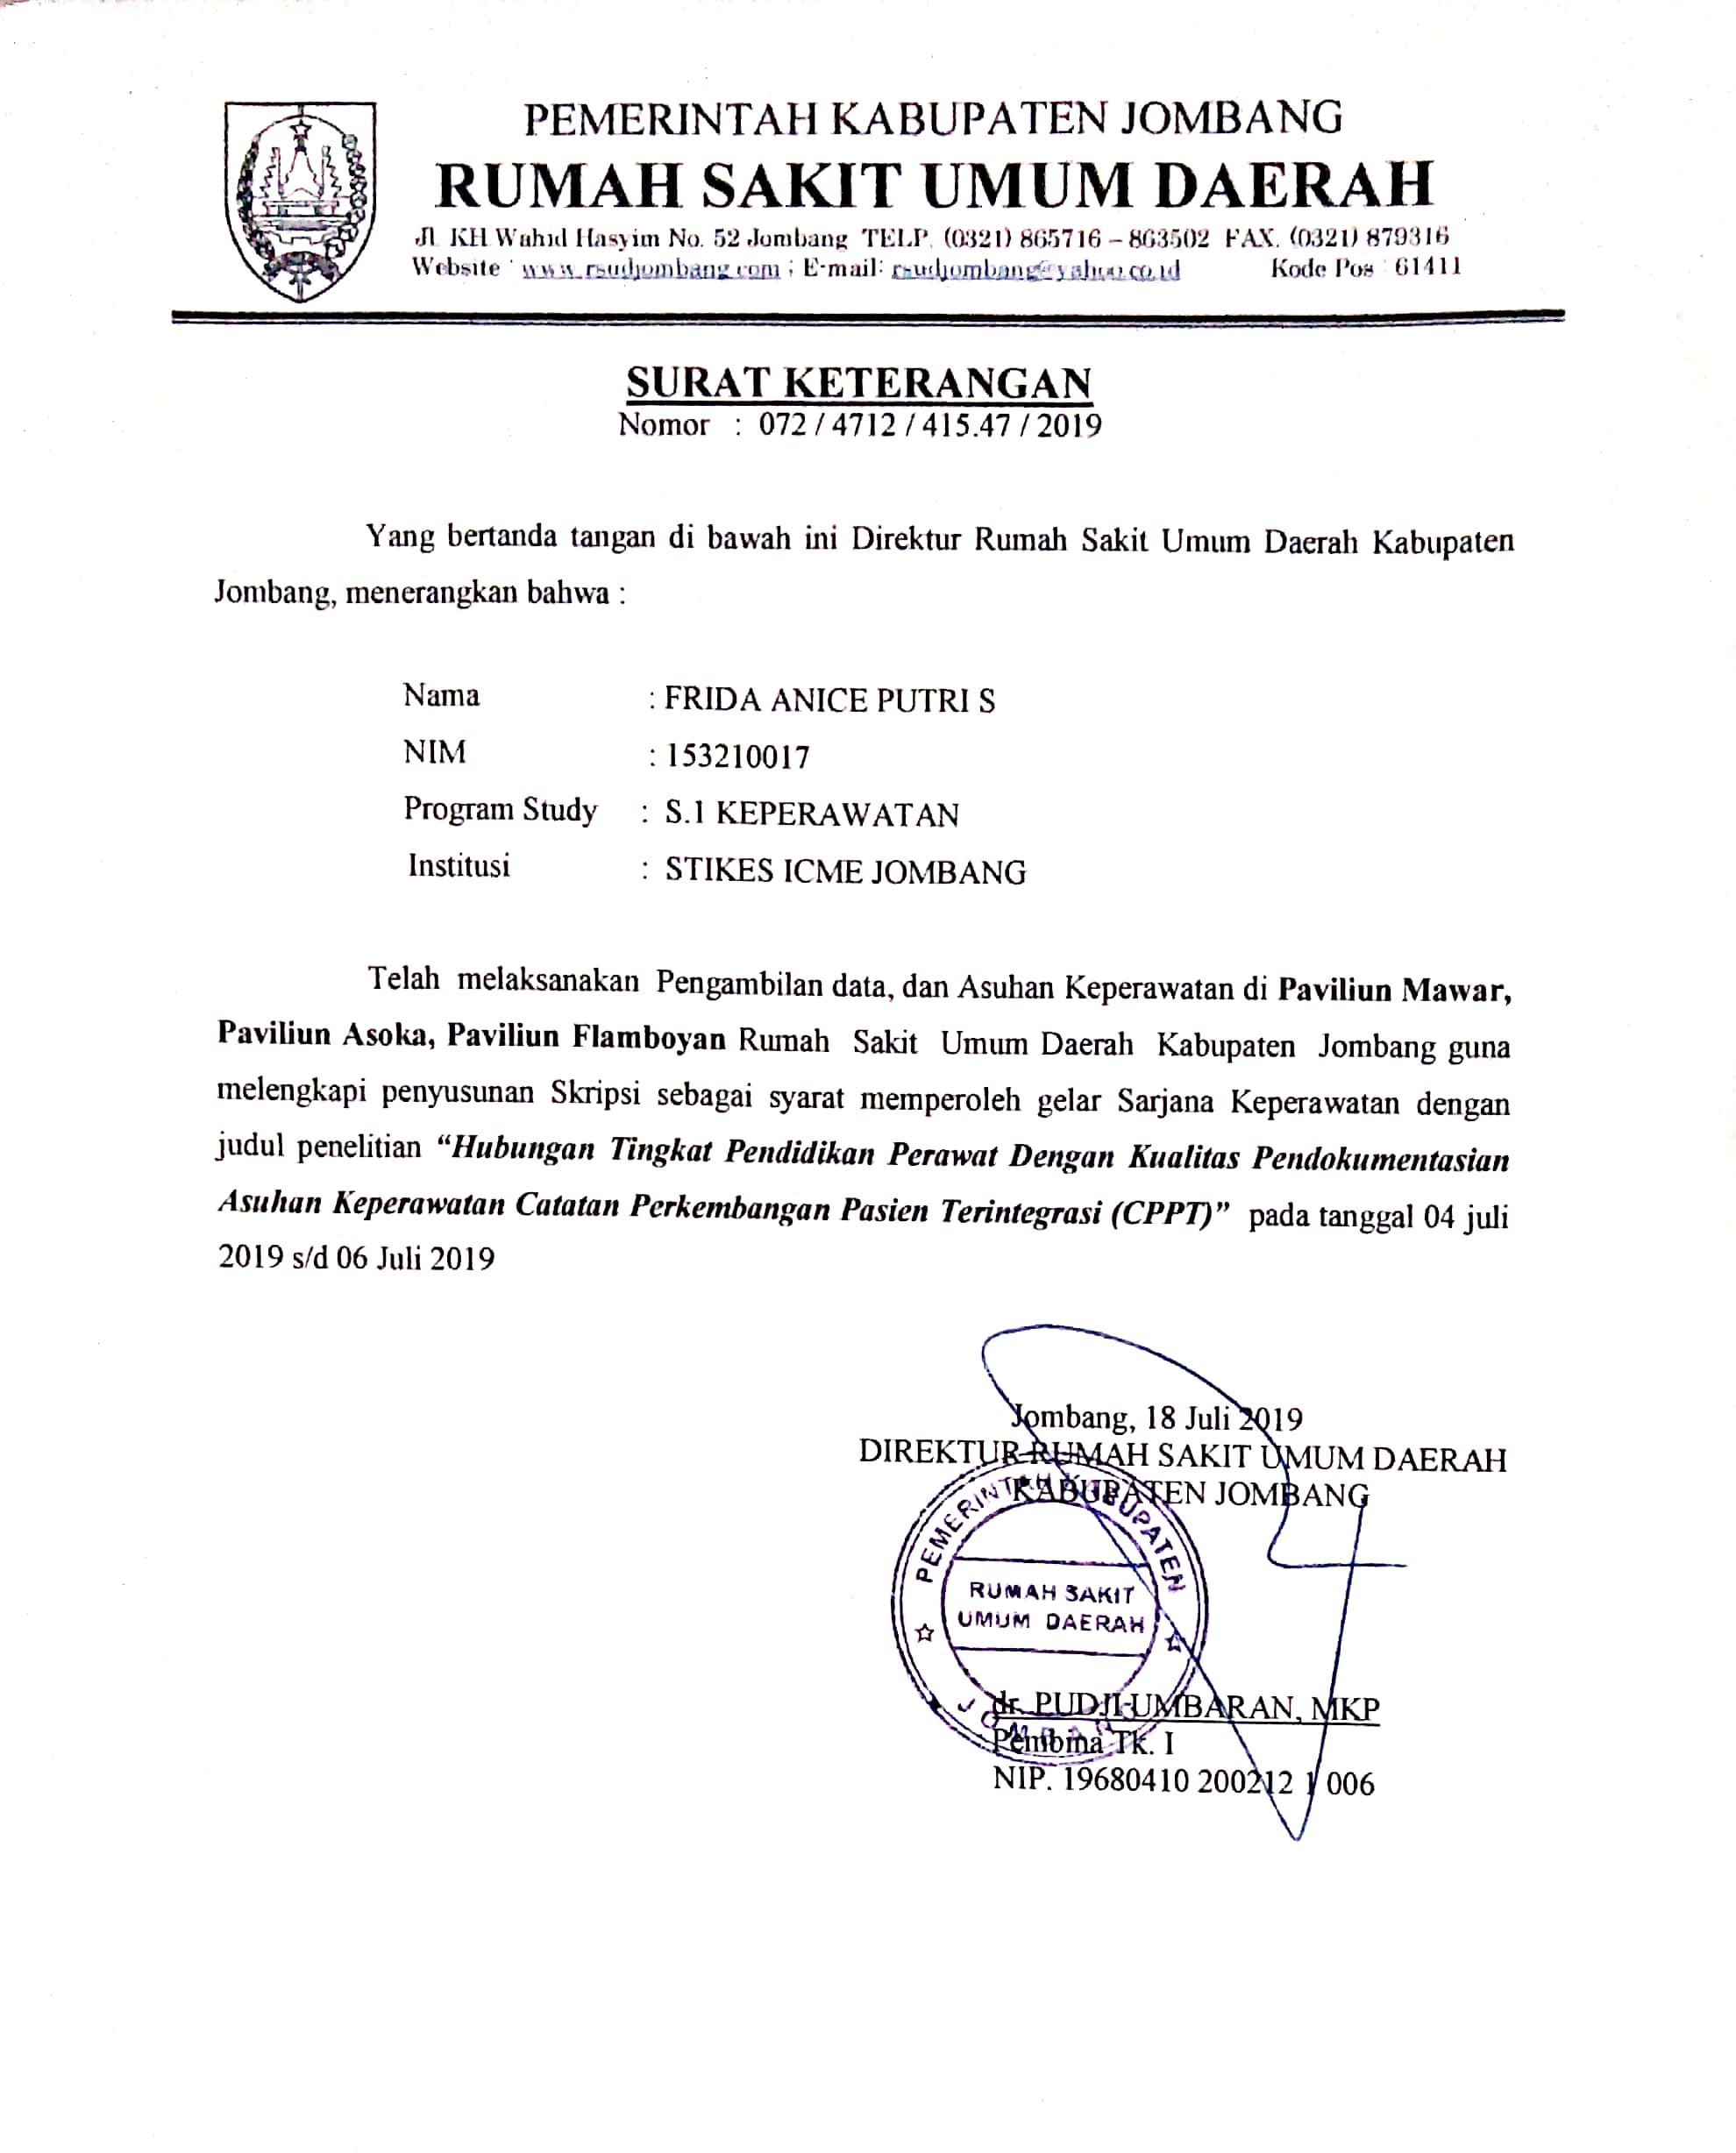 PEMERINTAH KABUPATEN JOMBANG
RUMAH SAKIT UMUM DAERAH
Jl. KH Wahid Hasyim No. 52 Jombang TELP. (0321) 865716 – 863502 FAX. (0321) 879316
Website : www.rsudjombang.com ; E-mail: rsudjombang@yahoo.co.id Kode Pos : 61411
SURAT KETERANGAN
Nomor : 072 / 4712 / 415.47 / 2019
Yang bertanda tangan di bawah ini Direktur Rumah Sakit Umum Daerah Kabupaten
Jombang, menerangkan bahwa :
Nama : FRIDA ANICE PUTRI S
NIM : 153210017
Program Study : S.1 KEPERAWATAN
Institusi : STIKES ICME JOMBANG
Telah melaksanakan Pengambilan data, dan Asuhan Keperawatan di Paviliun Mawar,
Paviliun Asoka, Paviliun Flamboyan Rumah Sakit Umum Daerah Kabupaten Jombang guna
melengkapi penyusunan Skripsi sebagai syarat memperoleh gelar Sarjana Keperawatan dengan
judul penelitian “Hubungan Tingkat Pendidikan Perawat Dengan Kualitas Pendokumentasian
Asuhan Keperawatan Catatan Perkembangan Pasien Terintegrasi (CPPT)” pada tanggal 04 juli
2019 s/d 06 Juli 2019
Jombang, 18 Juli 2019
DIREKTUR RUMAH SAKIT UMUM DAERAH
KABUPATEN JOMBANG
PEMERINTAH KABUPATEN
RUMAH SAKIT
UMUM DAERAH
JOMBANG
dr. PUDJI UMBARAN, MKP
Pembina Tk. I
NIP. 19680410 200212 1 006